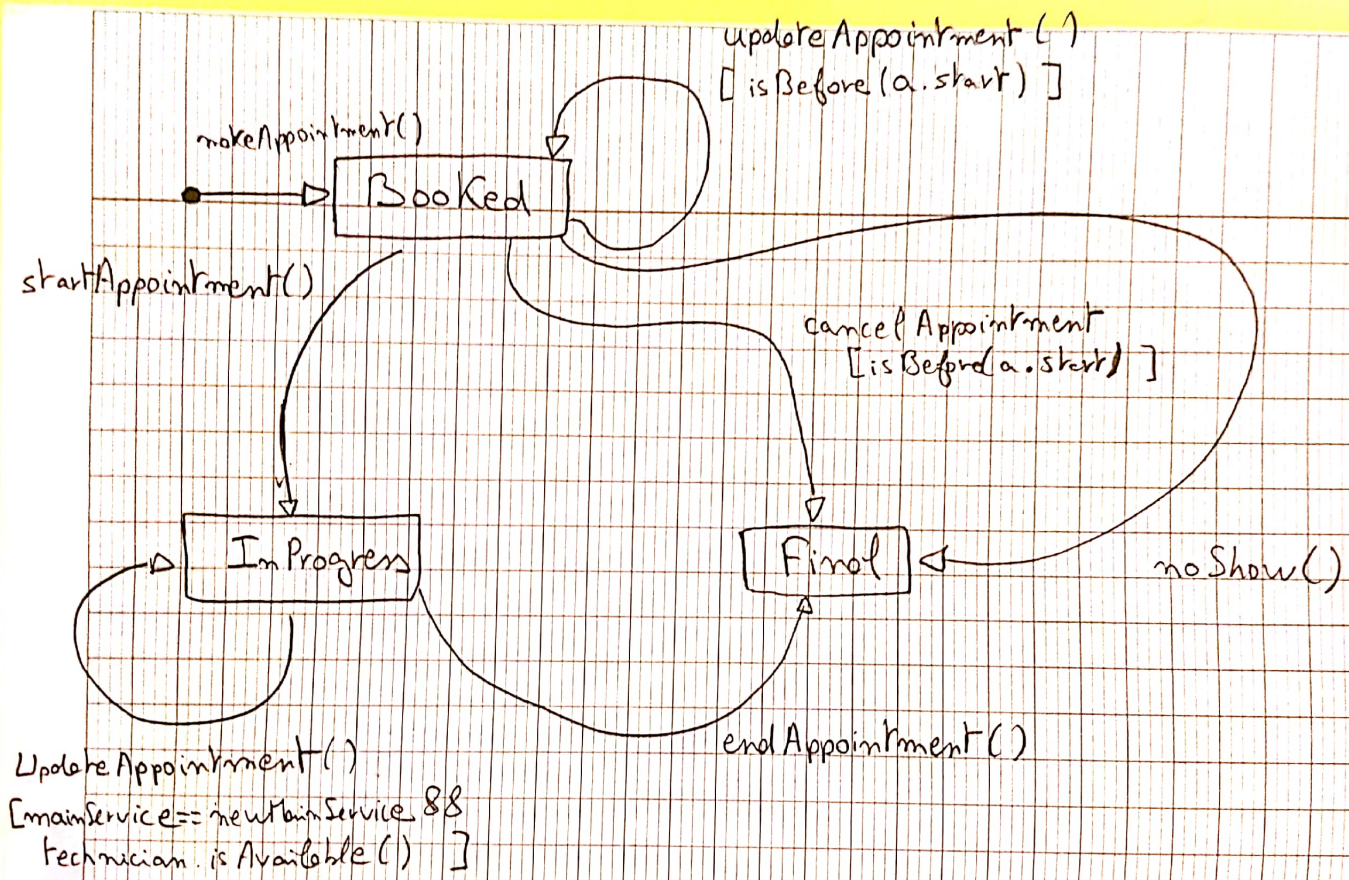 updateAppointment ( )
[ isBefore (a.start) ]
makeAppointment()
Booked
startAppointment()
cancelAppointment
[isBefore(a.start) ]
InProgress
Final
noShow()
endAppointment()
UpdateAppointment()
[mainService == newMainService &&
technician.isAvailable() ]